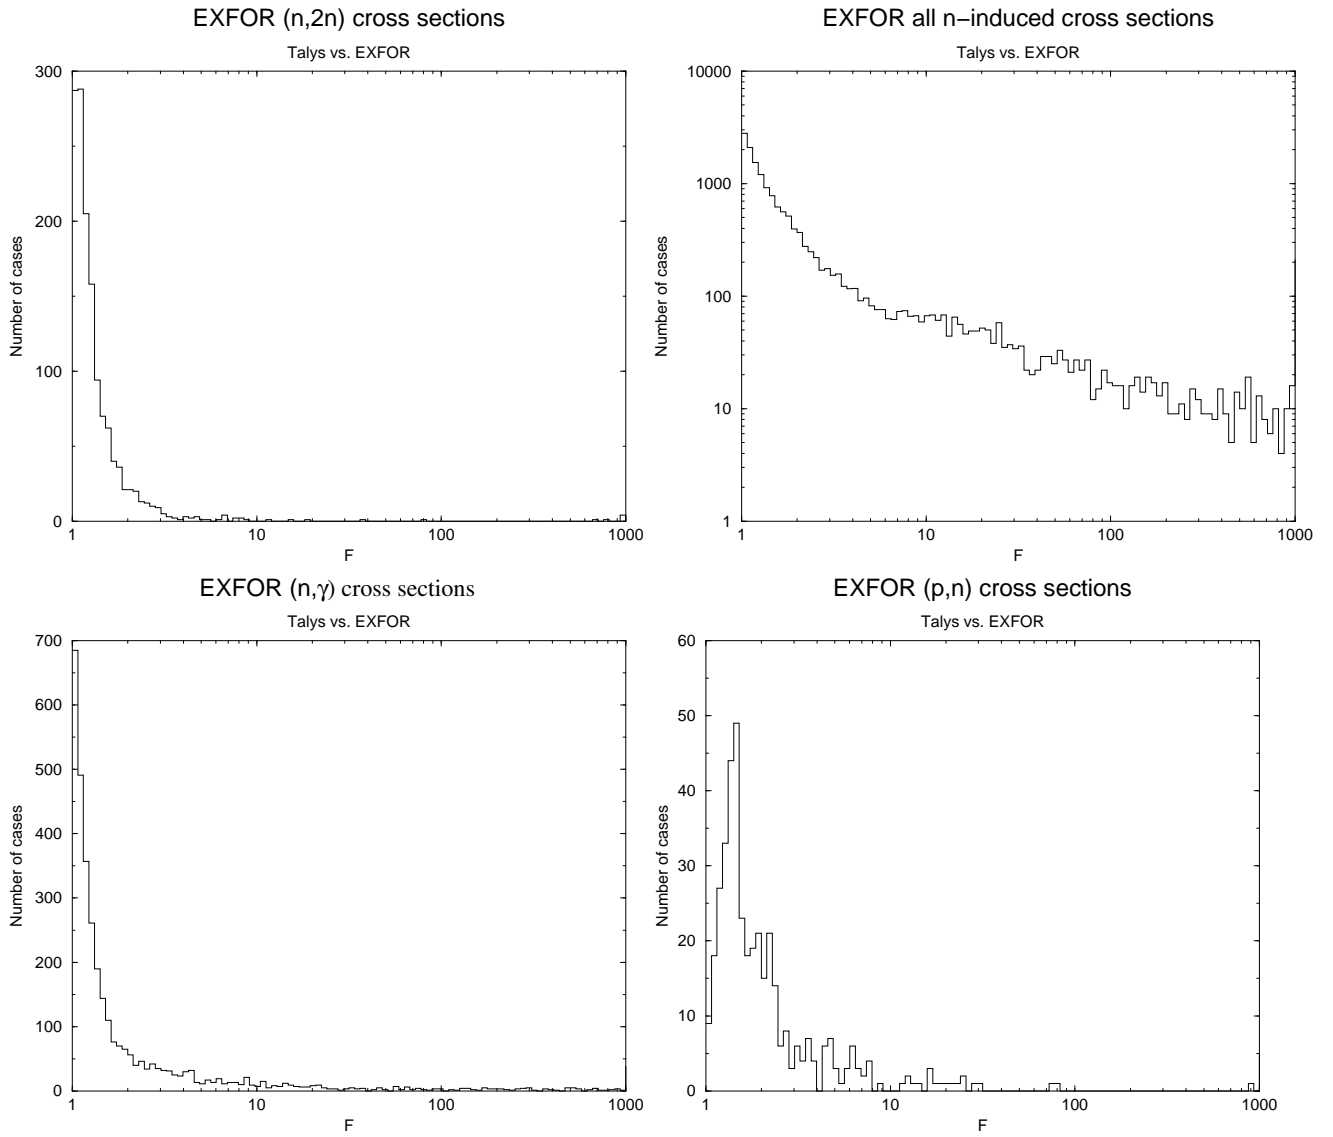 EXFOR (n,2n) cross sections
Talys vs. EXFOR
300
200
100
0
Number of cases
1 10 100 1000
F
EXFOR all n−induced cross sections
Talys vs. EXFOR
10000
1000
100
10
1
Number of cases
1 10 100 1000
F
EXFOR (n,γ) cross sections
Talys vs. EXFOR
700
600
500
400
300
200
100
0
Number of cases
1 10 100 1000
F
EXFOR (p,n) cross sections
Talys vs. EXFOR
60
50
40
30
20
10
0
Number of cases
1 10 100 1000
F